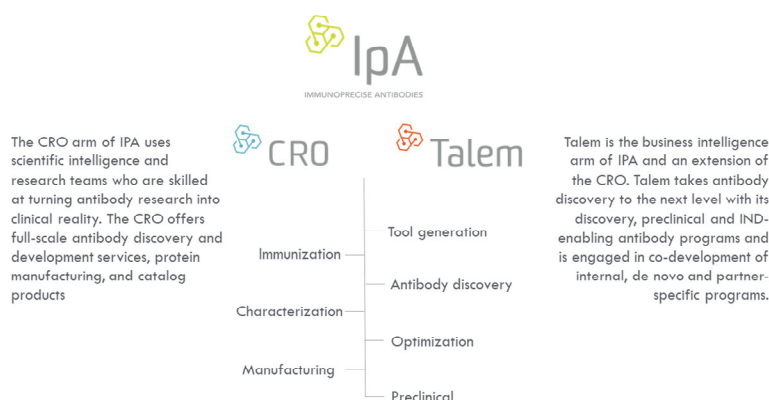 IpA
IMMUNOPRECISE ANTIBODIES
CRO
Talem
The CRO arm of IPA uses
scientific intelligence and
research teams who are skilled
at turning antibody research into
clinical reality. The CRO offers
full-scale antibody discovery and
development services, protein
manufacturing, and catalog
products
Talem is the business intelligence
arm of IPA and an extension of
the CRO. Talem takes antibody
discovery to the next level with its
discovery, preclinical and IND-
enabling antibody programs and
is engaged in co-development of
internal, de novo and partner-
specific programs.
Tool generation
Immunization
Antibody discovery
Characterization
Optimization
Manufacturing
Preclinical